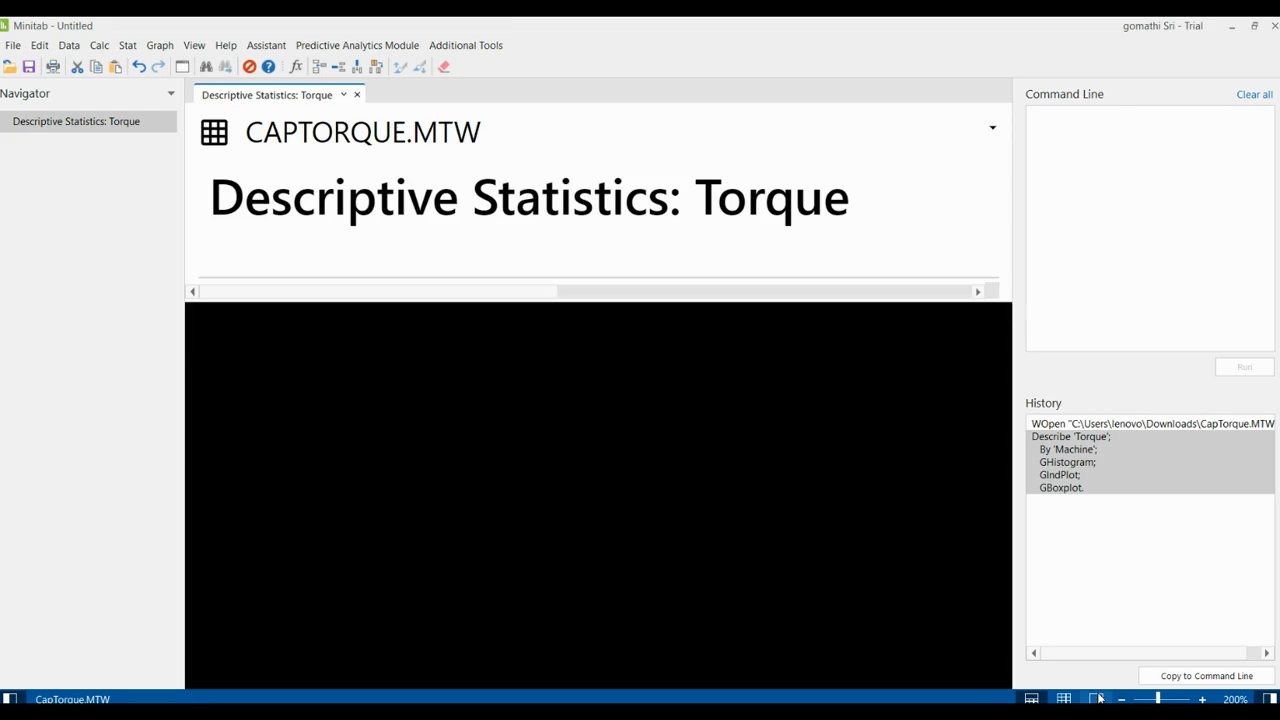 Minitab - Untitled
gomathi Sri - Trial
File Edit Data Calc Stat Graph View Help Assistant Predictive Analytics Module Additional Tools
Navigator
Descriptive Statistics: Torque
Descriptive Statistics: Torque
CAPTORQUE.MTW
Descriptive Statistics: Torque
Command Line
Clear all
Run
History
WOpen "C:\Users\lenovo\Downloads\CapTorque.MTW
Describe 'Torque';
By 'Machine';
GHistogram;
GIndPlot;
GBoxplot.
Copy to Command Line
CapTorque.MTW
200%